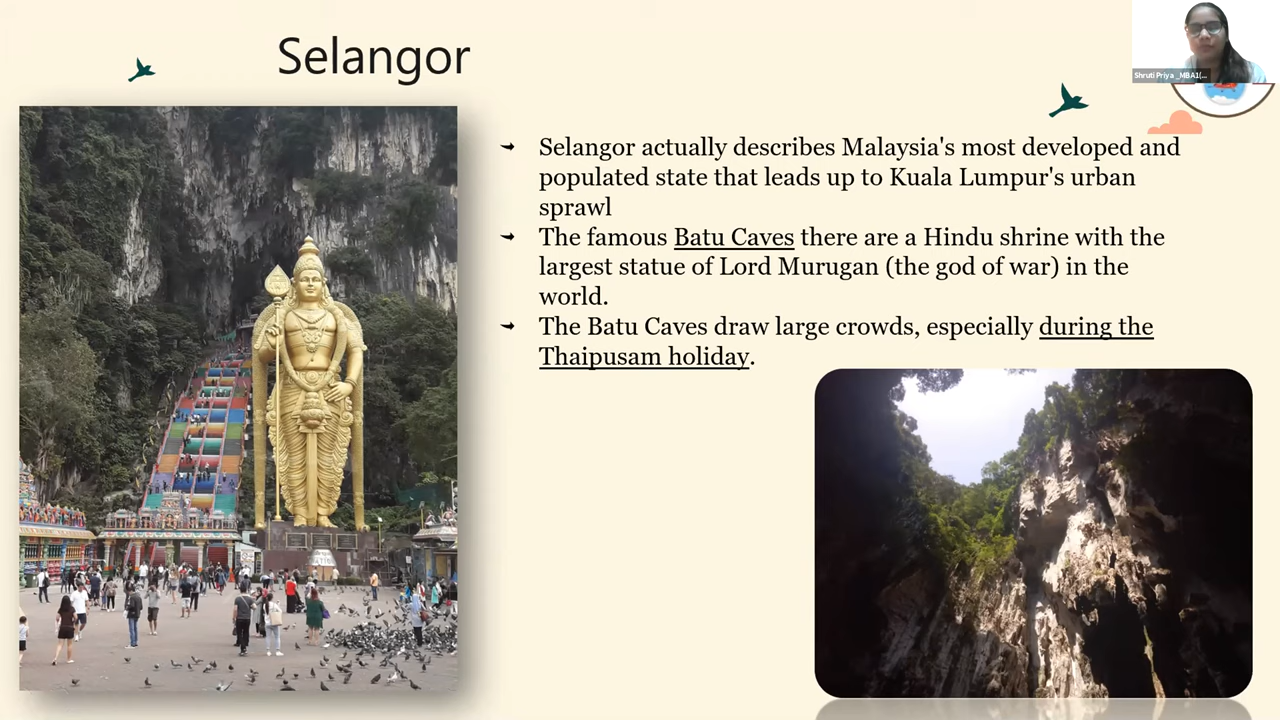 Selangor
Shruti Priya _MBA1(...
Selangor actually describes Malaysia's most developed and
populated state that leads up to Kuala Lumpur's urban
sprawl
The famous Batu Caves there are a Hindu shrine with the
largest statue of Lord Murugan (the god of war) in the
world.
The Batu Caves draw large crowds, especially during the
Thaipusam holiday.